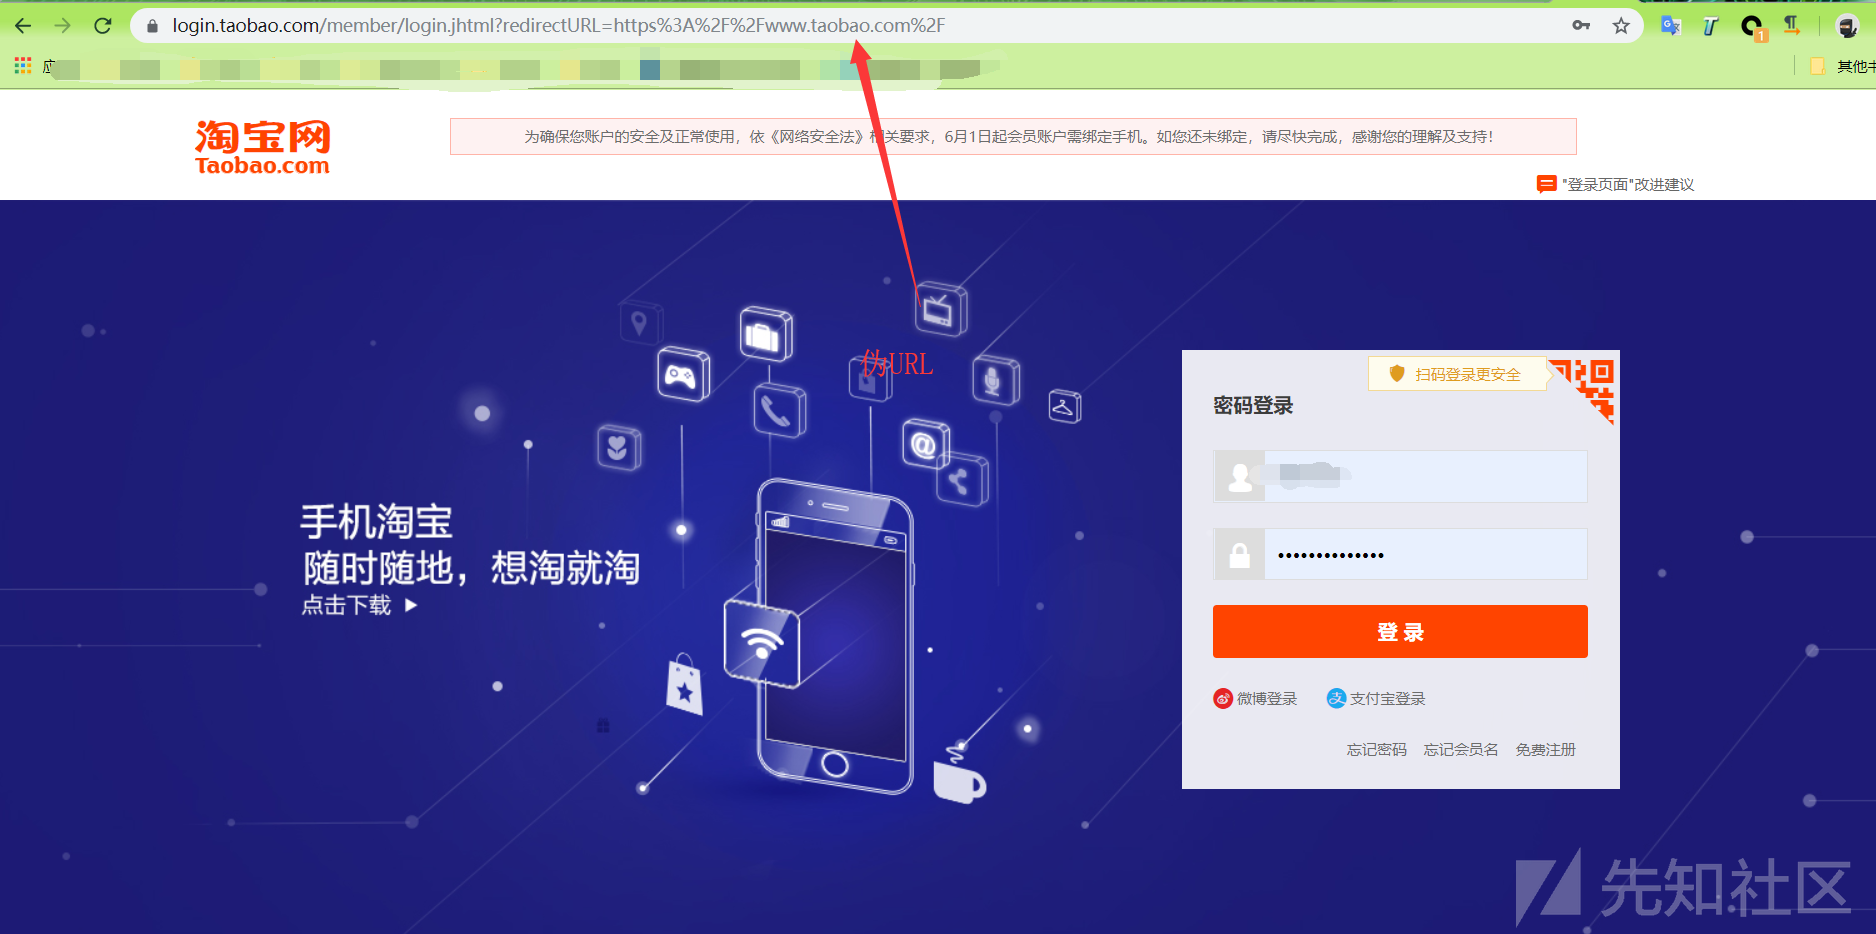 login.taobao.com/member/login.jhtml?redirectURL=https%3A%2F%2Fwww.taobao.com%2F
1
应
其他书
淘宝网
Taobao.com
为确保您账户的安全及正常使用，依《网络安全法》相关要求，6月1日起会员账户需绑定手机。如您还未绑定，请尽快完成，感谢您的理解及支持！
"登录页面"改进建议
伪URL
扫码登录更安全
密码登录
手机淘宝
随时随地，想淘就淘
点击下载
••••••••••••••
登录
微博登录 支付宝登录
忘记密码 忘记会员名 免费注册
先知社区